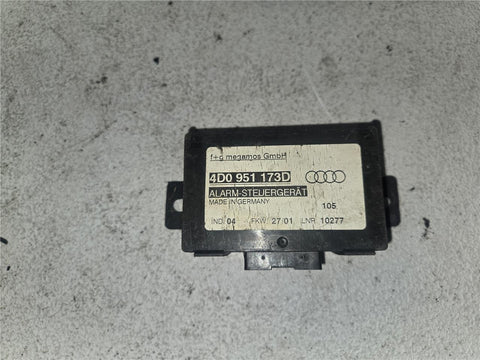 f+g megamos GmbH
4D0 951 173D
ALARM-STEUERGERÄT
MADE IN GERMANY
105
IND 04 FKW 27 01 LNR 10277